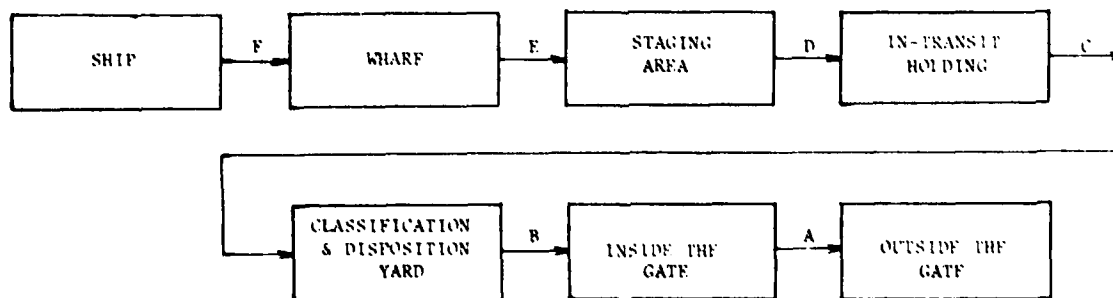 SHIP
F
WHARF
E
STAGING
AREA
D
IN-TRANSIT
HOLDING
C
CLASSIFICATION
& DISPOSITION
YARD
B
INSIDE THE
GATE
A
OUTSIDE THE
GATE